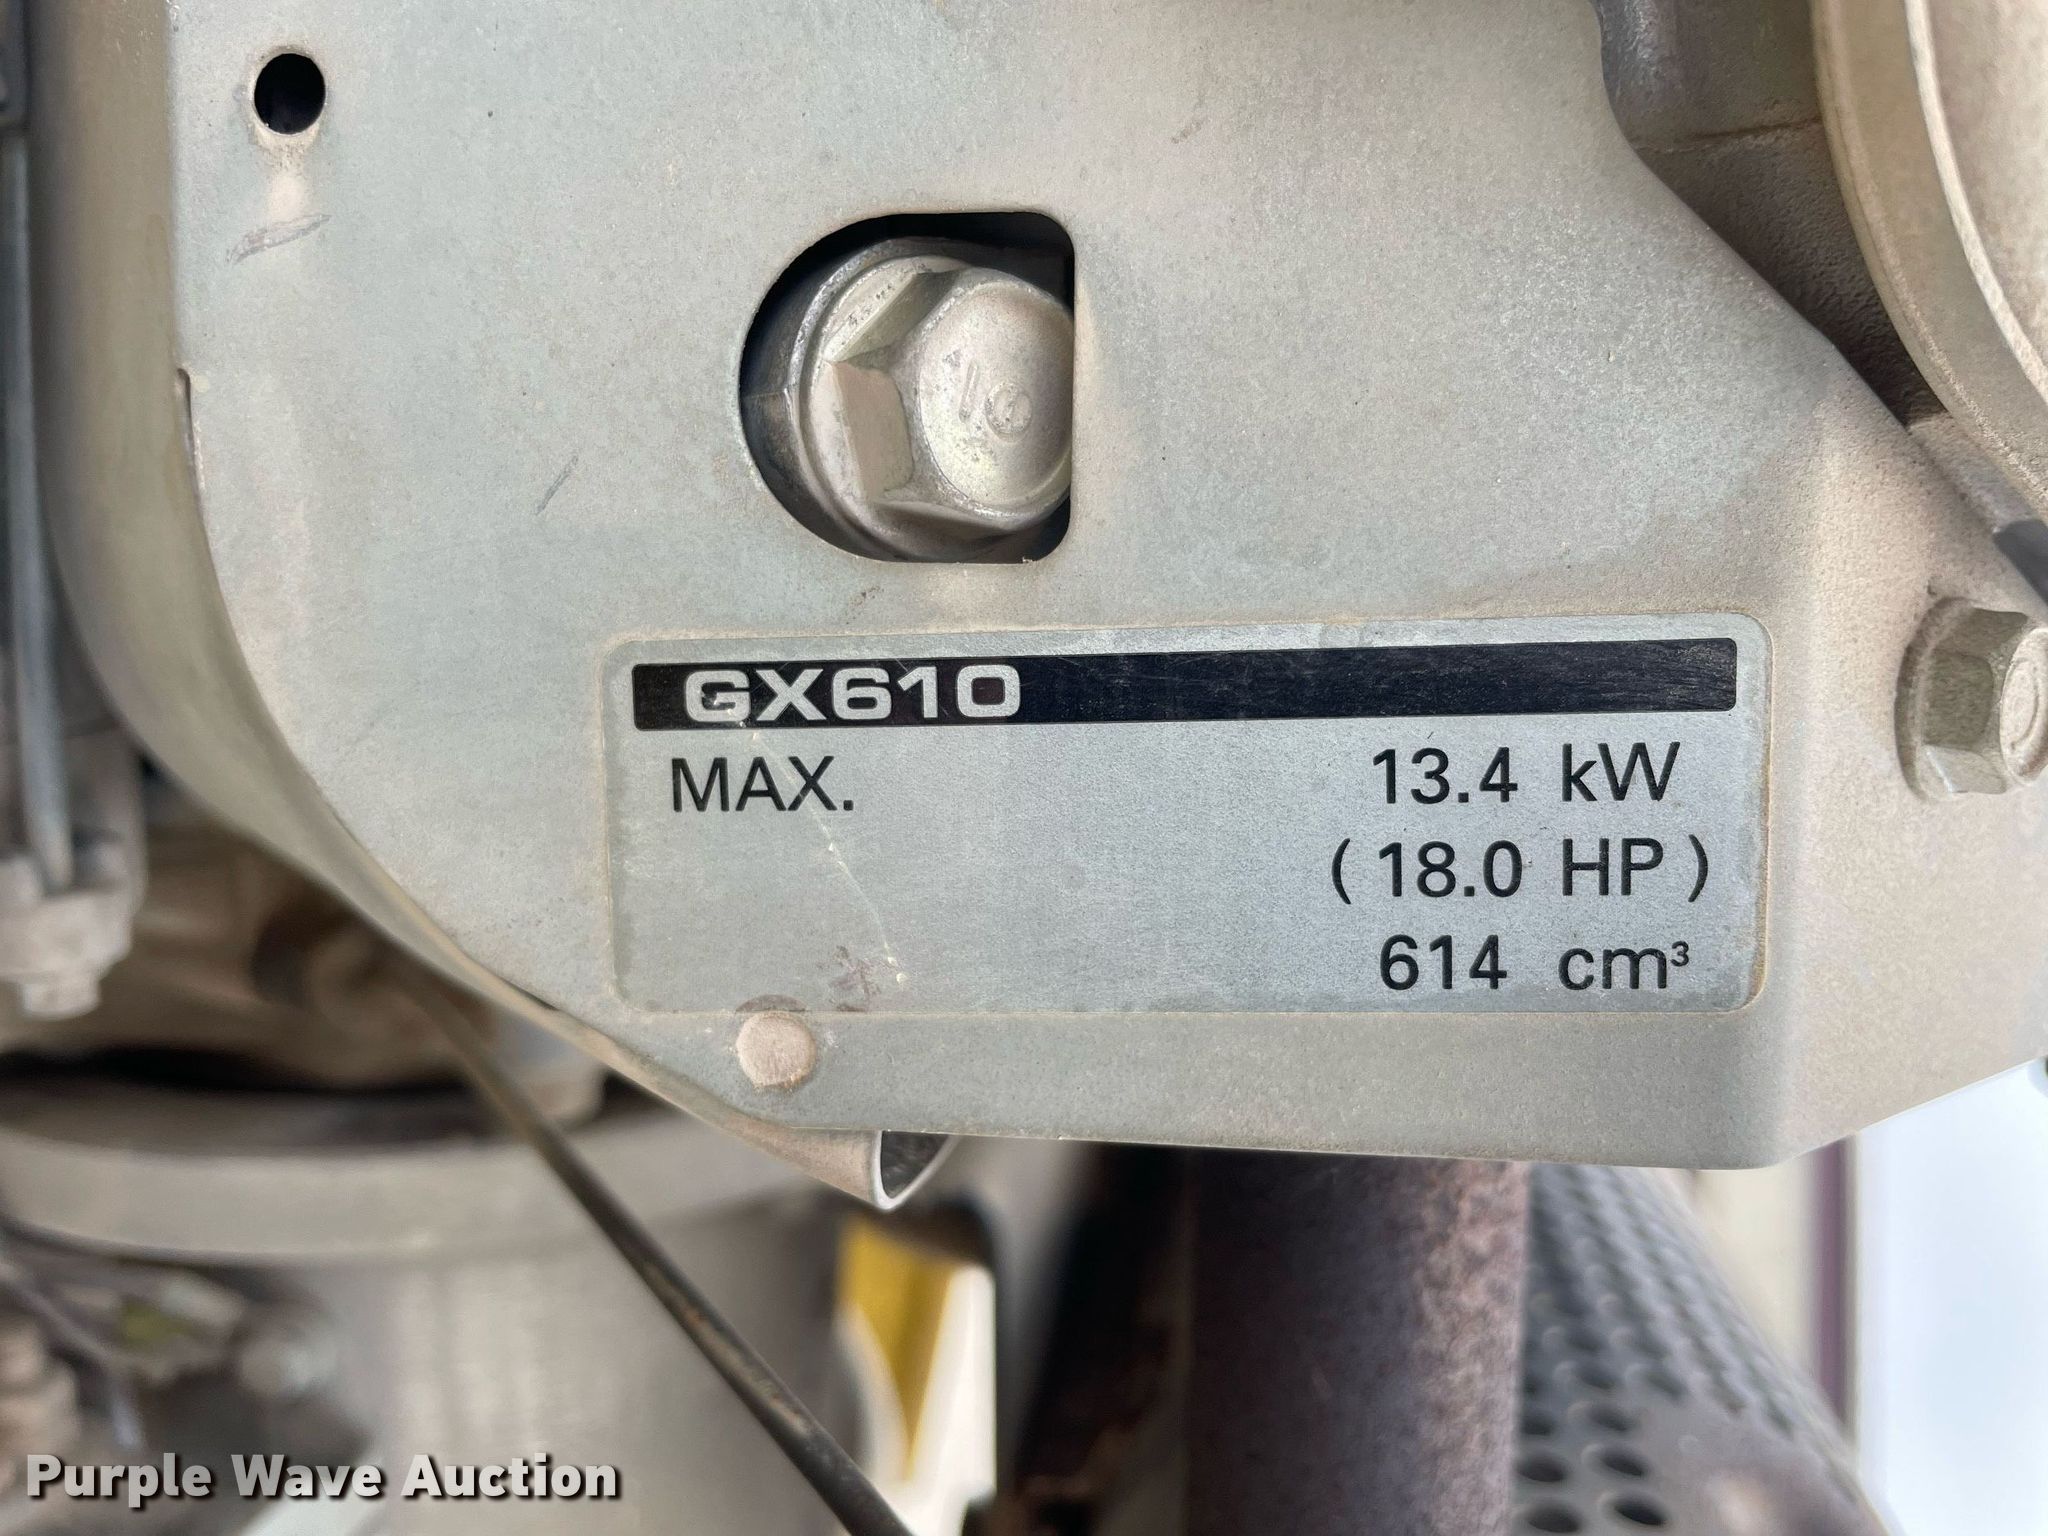 GX610
MAX. 13.4 kW
(18.0 HP)
614 cm³
Purple Wave Auction